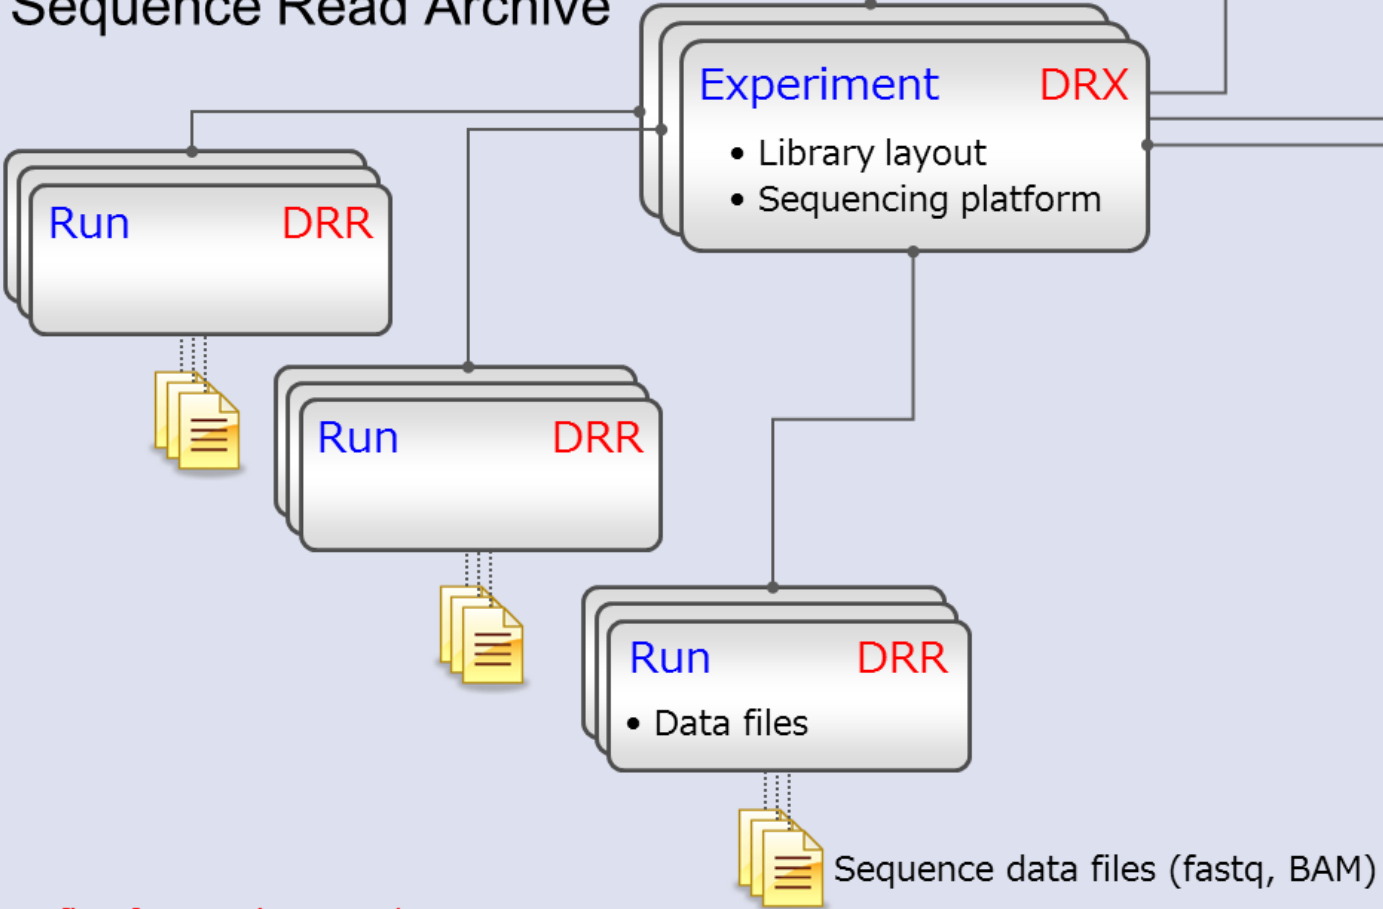 Sequence Read Archive
Experiment DRX
• Library layout
• Sequencing platform
Run DRR
Run DRR
Run DRR
• Data files
Sequence data files (fastq, BAM)